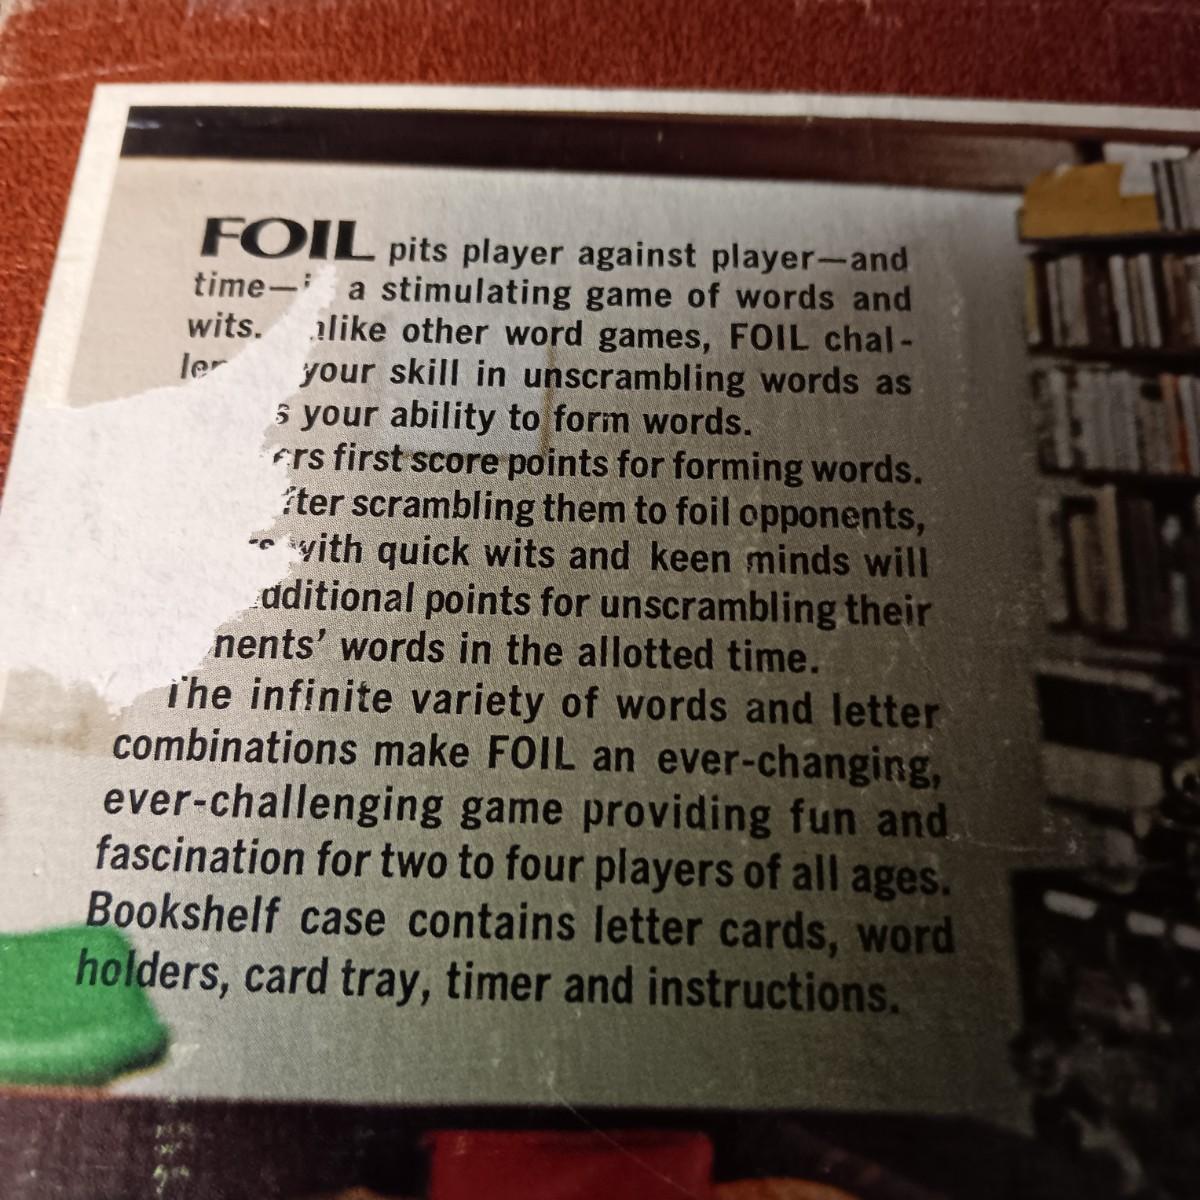 FOIL pits player against player—and
time— a stimulating game of words and
wits. other word games, FOIL chal-
your skill in unscrambling words as
your ability to form words.
first score points for forming words.
scrambling them to foil opponents,
with quick wits and keen minds will
points for unscrambling their
words in the allotted time.
The infinite variety of words and letter
combinations make FOIL an ever-changing,
ever-challenging game providing fun and
fascination for two to four players of all ages.
Bookshelf case contains letter cards, word
holders, card tray, timer and instructions.